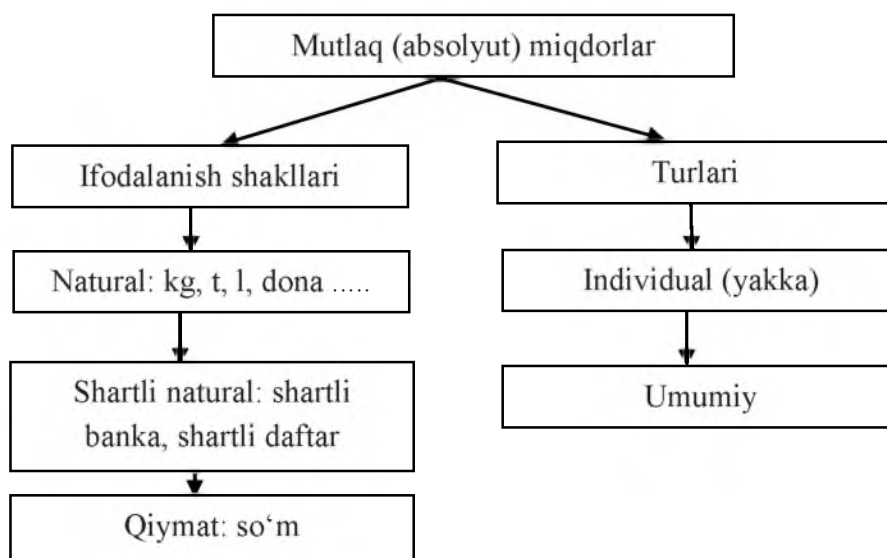 Mutlaq (absolyut) miqdorlar
Ifodalanish shakllari
Natural: kg, t, l, dona .....
Shartli natural: shartli
banka, shartli daftar
Qiymat: so‘m
Turlari
Individual (yakka)
Umumiy